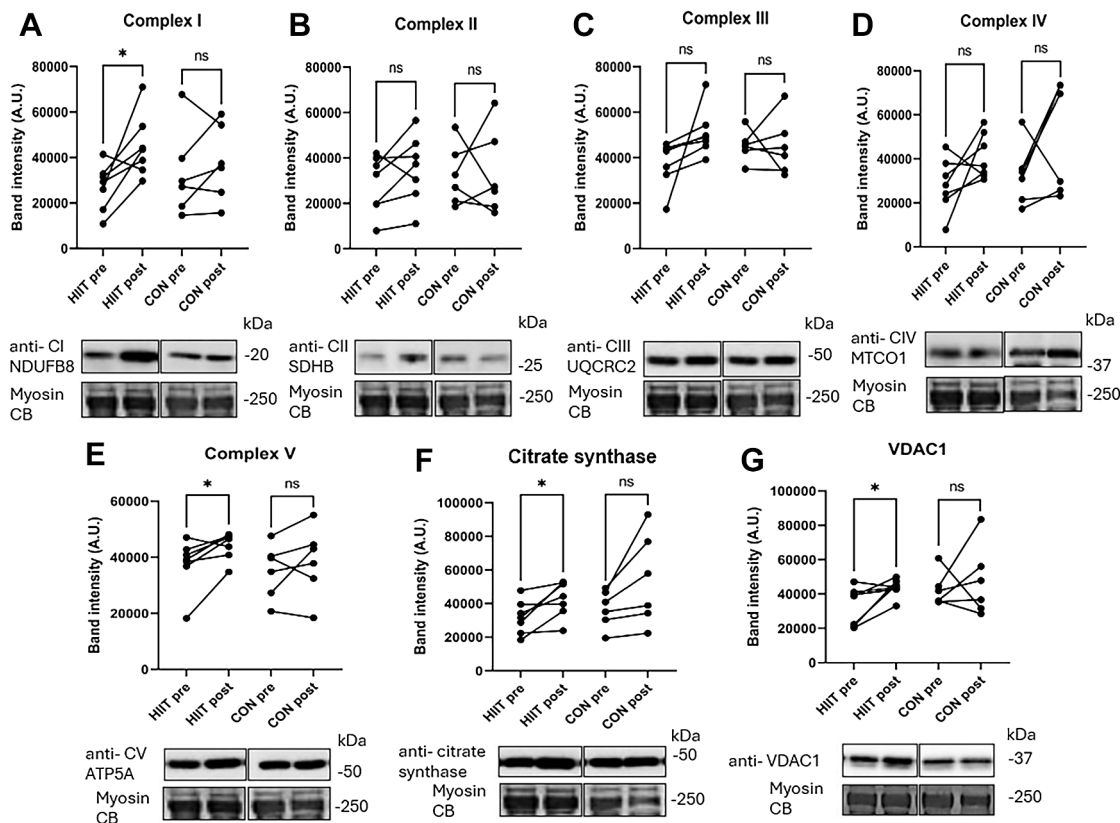 A Complex I
B Complex II
C Complex III
D Complex IV
* ns
ns ns
ns ns
ns ns
Band intensity (A.U.)
80000
60000
40000
20000
0
HIIT pre
HIIT post
CON pre
CON post
Band intensity (A.U.)
80000
60000
40000
20000
0
HIIT pre
HIIT post
CON pre
CON post
Band intensity (A.U.)
80000
60000
40000
20000
0
HIIT pre
HIIT post
CON pre
CON post
Band intensity (A.U.)
80000
60000
40000
20000
0
HIIT pre
HIIT post
CON pre
CON post
kDa
anti- CI
NDUFB8
-20
Myosin
CB
-250
kDa
anti- CII
SDHB
-25
Myosin
CB
-250
kDa
anti- CIII
UQCRC2
-50
Myosin
CB
-250
kDa
anti- CIV
MTCO1
-37
Myosin
CB
-250
E Complex V
F Citrate synthase
G VDAC1
* ns
* ns
* ns
Band intensity (A.U.)
60000
40000
20000
0
HIIT pre
HIIT post
CON pre
CON post
Band intensity (A.U.)
100000
80000
60000
40000
20000
0
HIIT pre
HIIT post
CON pre
CON post
Band intensity (A.U.)
100000
80000
60000
40000
20000
0
HIIT pre
HIIT post
CON pre
CON post
kDa
anti- CV
ATP5A
-50
Myosin
CB
-250
kDa
anti- citrate
synthase
-50
Myosin
CB
-250
kDa
anti- VDAC1
-37
Myosin
CB
-250